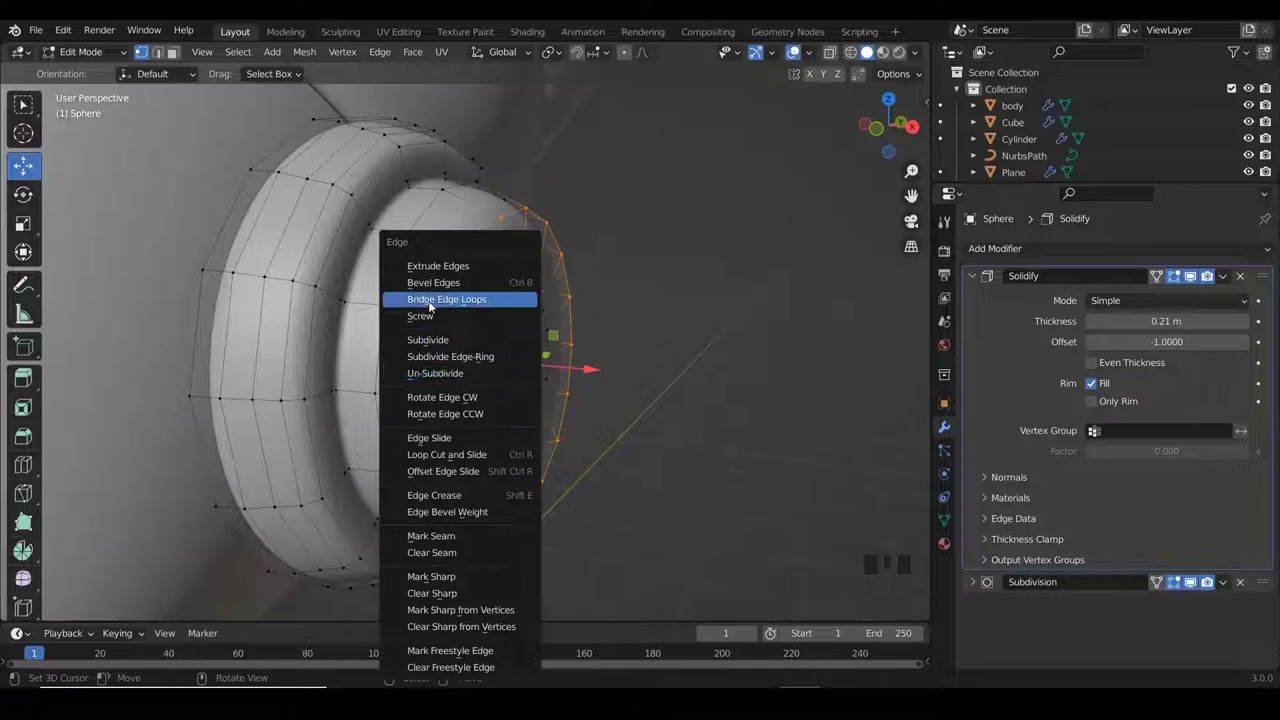 File Edit Render Window Help Layout Modeling Sculpting UV Editing Texture Paint Shading Animation Rendering Compositing Geometry Nodes Scripting + Scene ViewLayer
Edit Mode View Select Add Mesh Vertex Edge Face UV Global
Orientation: Default Drag: Select Box X Y Z Options
User Perspective
(1) Sphere
Z
Y
X
Scene Collection
Collection
body
Cube
Cylinder
NurbsPath
Plane
Sphere Solidify
Add Modifier
Solidify
Mode Simple
Thickness 0.21 m
Offset -1.0000
Even Thickness
Rim Fill
Only Rim
Vertex Group
Factor 0.000
Normals
Materials
Edge Data
Thickness Clamp
Output Vertex Groups
Subdivision
Edge
Extrude Edges
Bevel Edges Ctrl B
Bridge Edge Loops
Screw
Subdivide
Subdivide Edge-Ring
Un-Subdivide
Rotate Edge CW
Rotate Edge CCW
Edge Slide
Loop Cut and Slide Ctrl R
Offset Edge Slide Shift Ctrl R
Edge Crease Shift E
Edge Bevel Weight
Mark Seam
Clear Seam
Mark Sharp
Clear Sharp
Mark Sharp from Vertices
Clear Sharp from Vertices
Mark Freestyle Edge
Clear Freestyle Edge
Playback Keying View Marker 1 Start 1 End 250
1 20 40 60 80 100 160 180 200 220 240
Set 3D Cursor Move Rotate View 3.0.0